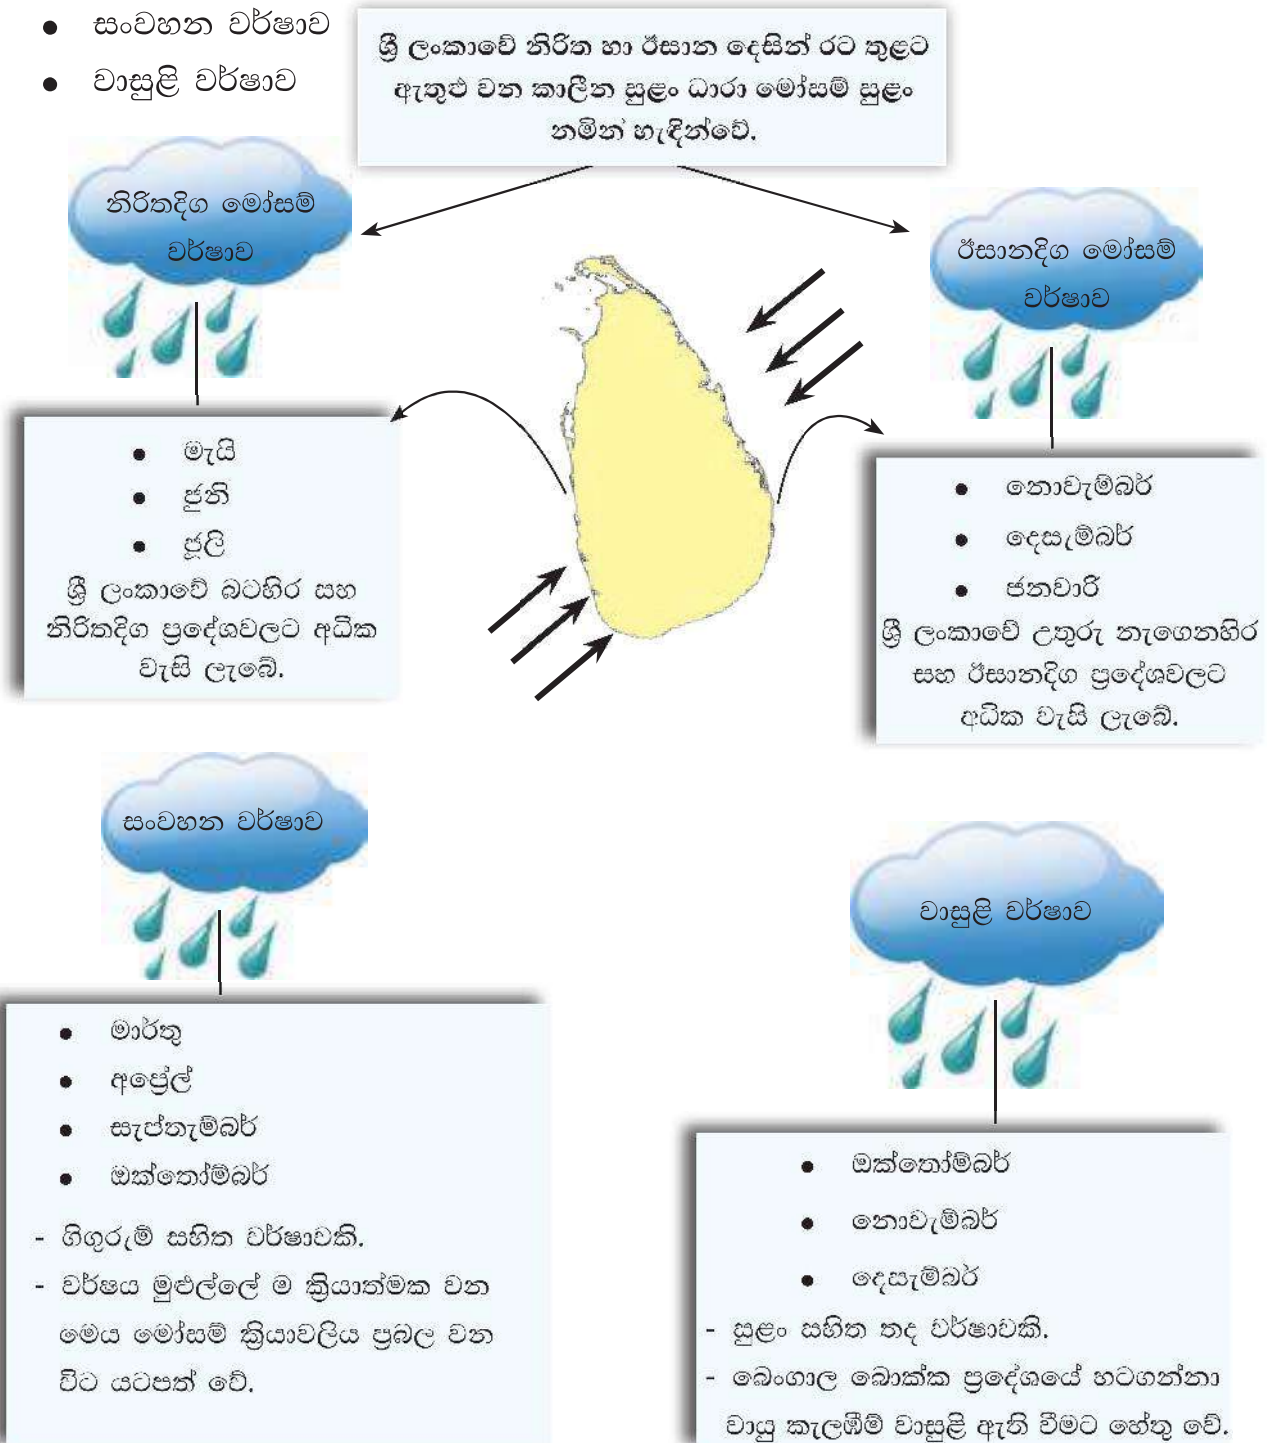 ● සංවහන වර්ෂාව
● වාසුළි වර්ෂාව
ශ්‍රී ලංකාවේ නිරිත හා ඊසාන දෙසින් රට තුළට
ඇතුළු වන කාලීන සුළං ධාරා මෝසම් සුළං
නමින් හැඳින්වේ.
නිරිතදිග මෝසම්
වර්ෂාව
ඊසානදිග මෝසම්
වර්ෂාව
● මැයි
● ජුනි
● ජූලි
ශ්‍රී ලංකාවේ බටහිර සහ
නිරිතදිග ප්‍රදේශවලට අධික
වැසි ලැබේ.
● නොවැම්බර්
● දෙසැම්බර්
● ජනවාරි
ශ්‍රී ලංකාවේ උතුරු නැගෙනහිර
සහ ඊසානදිග ප්‍රදේශවලට
අධික වැසි ලැබේ.
සංවහන වර්ෂාව
● මාර්තු
● අප්‍රේල්
● සැප්තැම්බර්
● ඔක්තෝම්බර්
- ගිගුරුම් සහිත වර්ෂාවකි.
- වර්ෂය මුළුල්ලේ ම ක්‍රියාත්මක වන
මෙය මෝසම් ක්‍රියාවලිය ප්‍රබල වන
විට යටපත් වේ.
වාසුළි වර්ෂාව
● ඔක්තෝම්බර්
● නොවැම්බර්
● දෙසැම්බර්
- සුළං සහිත තද වර්ෂාවකි.
- බෙංගාල බොක්ක ප්‍රදේශයේ හටගන්නා
වායු කැලඹීම් වාසුළි ඇති වීමට හේතු වේ.